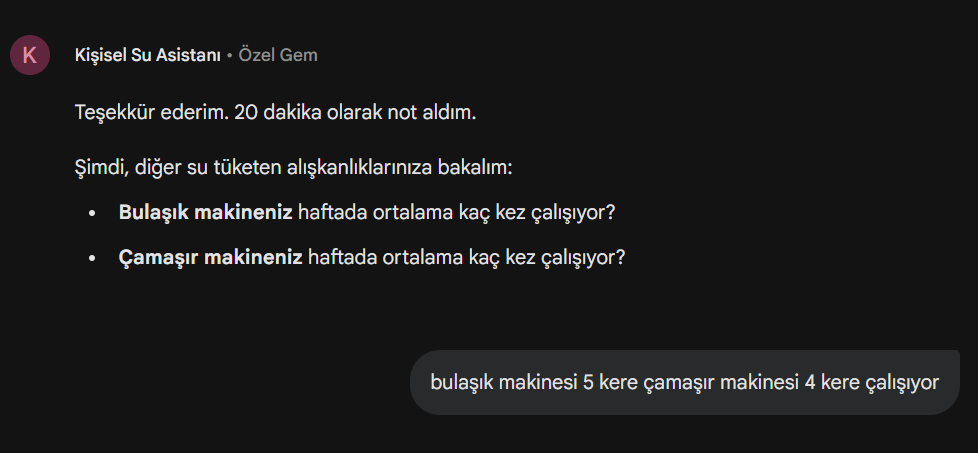 K
Kişisel Su Asistanı • Özel Gem
Teşekkür ederim. 20 dakika olarak not aldım.
Şimdi, diğer su tüketen alışkanlıklarınıza bakalım:
• Bulaşık makineniz haftada ortalama kaç kez çalışıyor?
• Çamaşır makineniz haftada ortalama kaç kez çalışıyor?
bulaşık makinesi 5 kere çamaşır makinesi 4 kere çalışıyor